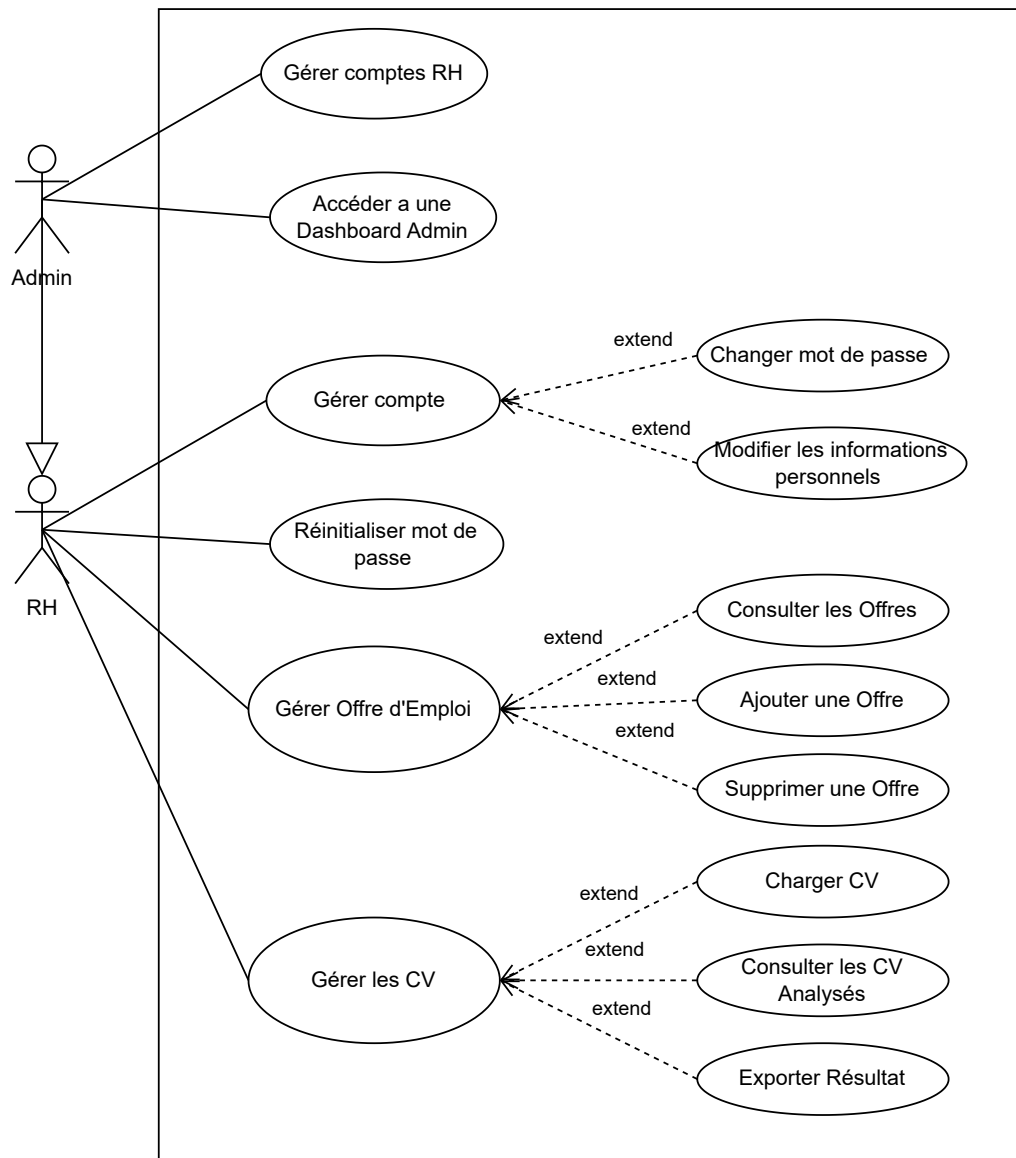 Gérer comptes RH
Accéder a une
Dashboard Admin
Admin
extend
Changer mot de passe
Gérer compte
extend
Modifier les informations
personnels
Réinitialiser mot de
passe
RH
Consulter les Offres
extend
extend
Ajouter une Offre
Gérer Offre d'Emploi
extend
Supprimer une Offre
Charger CV
extend
extend
Consulter les CV
Analysés
Gérer les CV
extend
Exporter Résultat